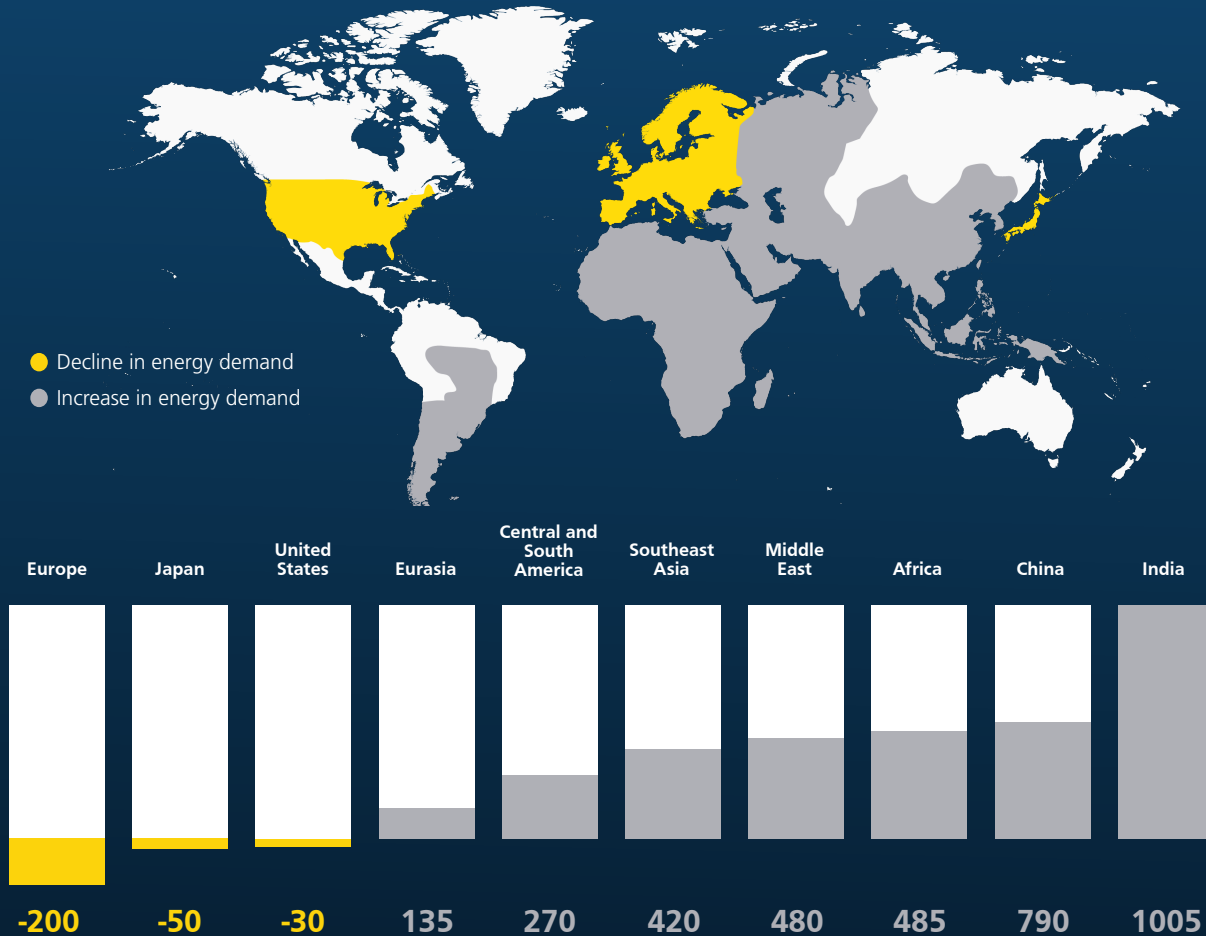 Decline in energy demand
Increase in energy demand
Europe
Japan
United
States
Eurasia
Central and
South
America
Southeast
Asia
Middle
East
Africa
China
India
-200
-50
-30
135
270
420
480
485
790
1005